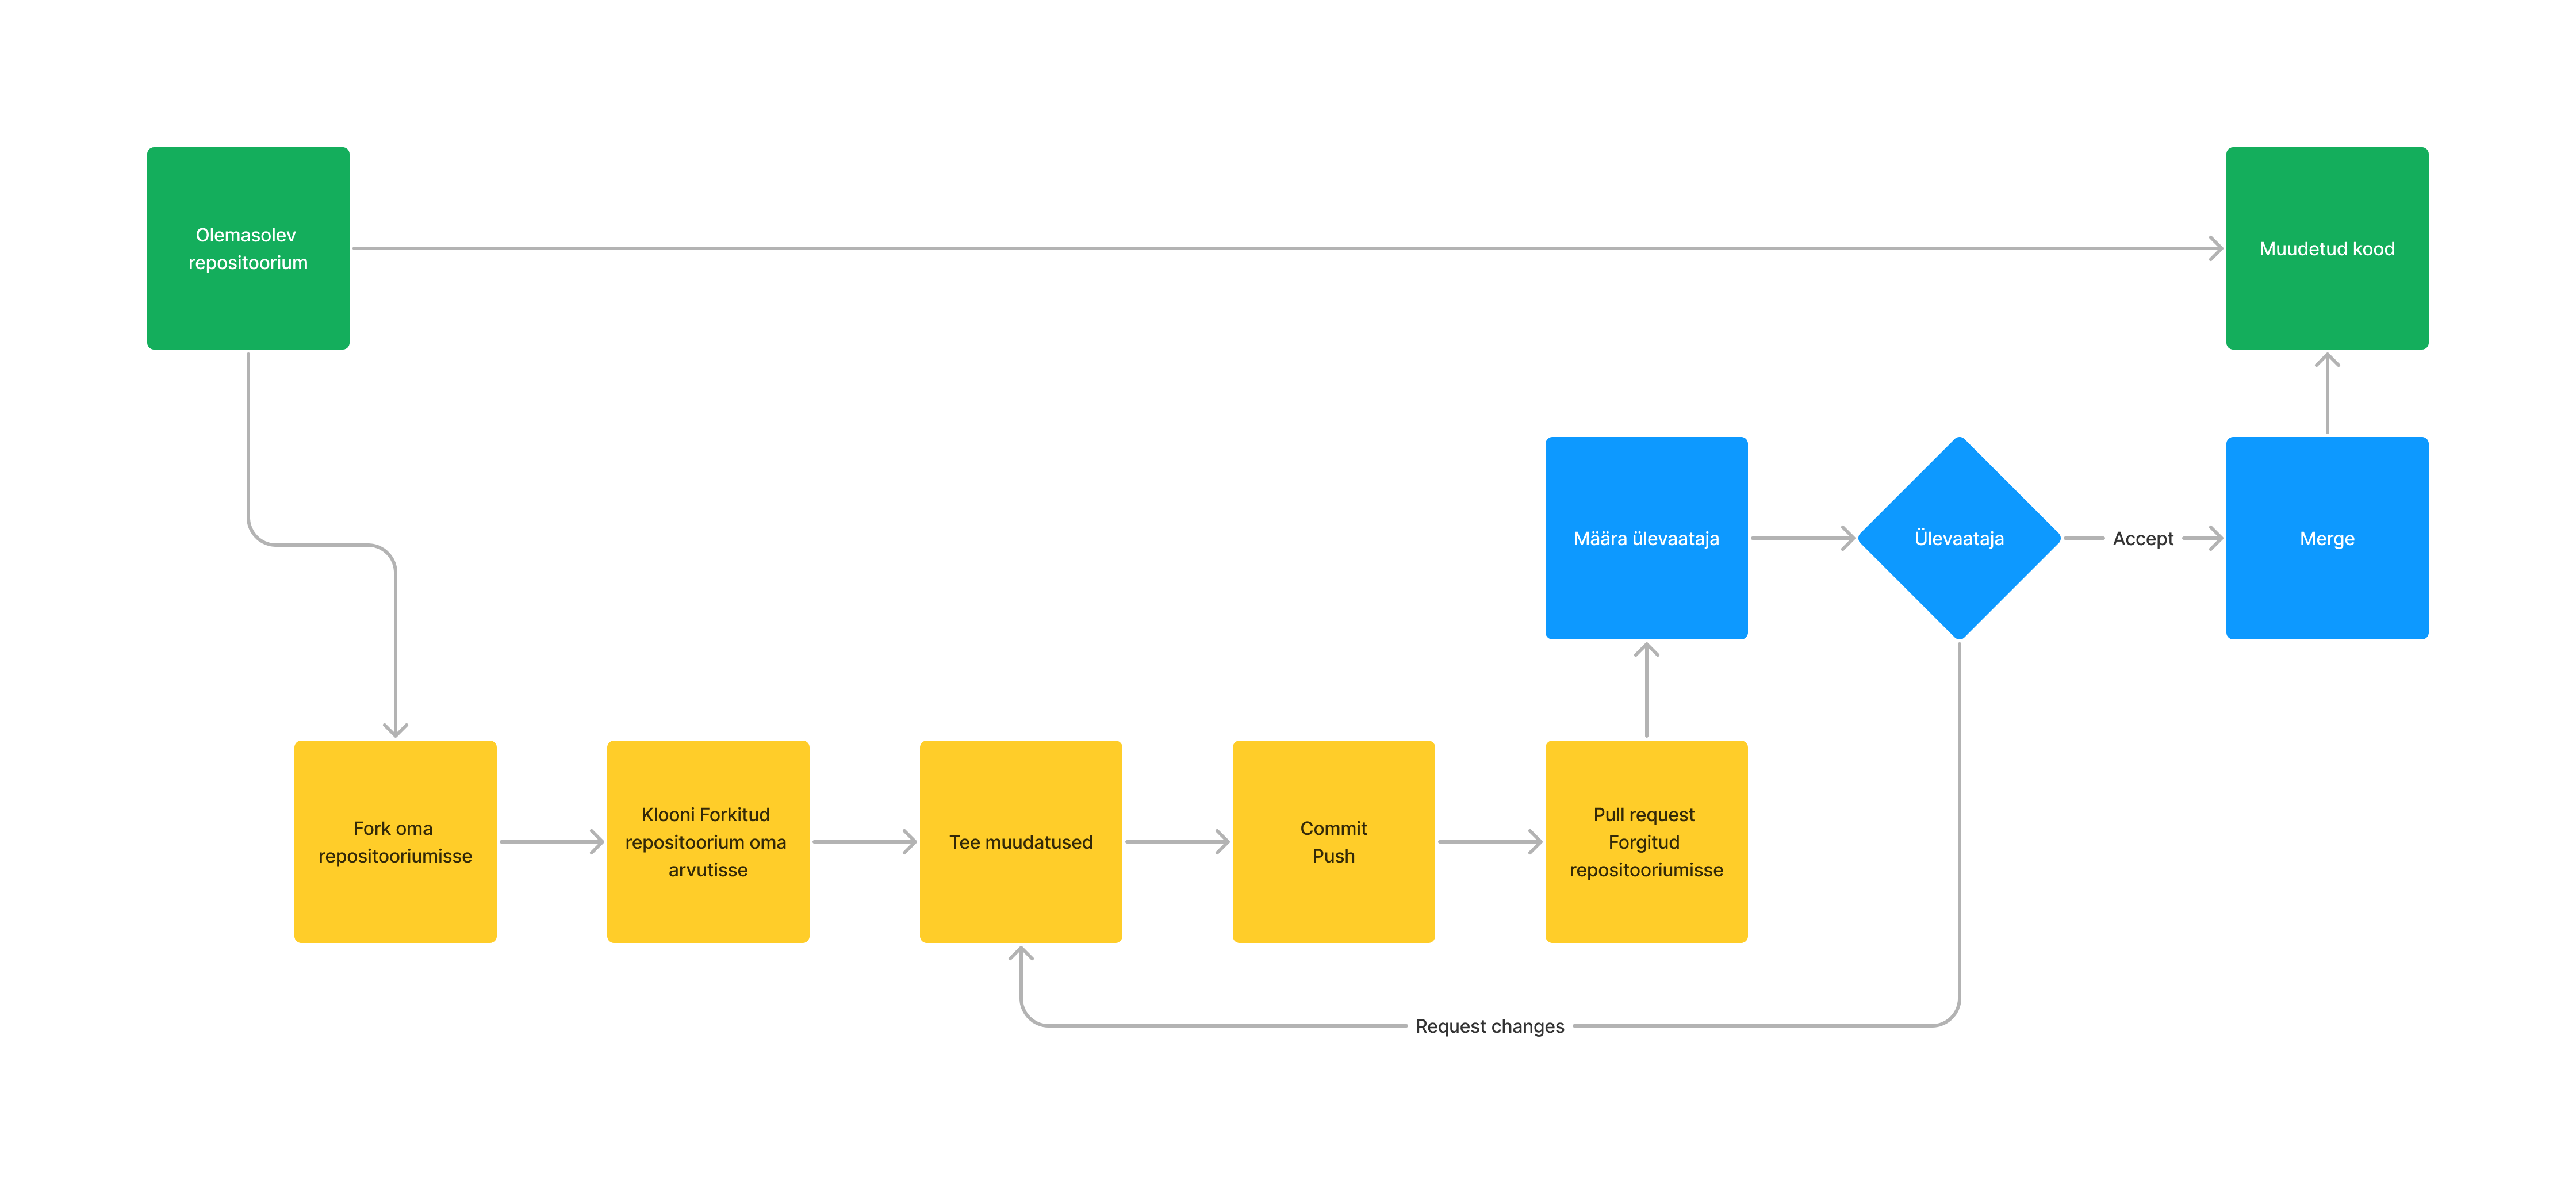 Olemasolev
repositoorium
Muudetud kood
Määra ülevaataja
Ülevaataja
Accept
Merge
Fork oma
repositooriumisse
Klooni Forkitud
repositoorium oma
arvutisse
Tee muudatused
Commit
Push
Pull request
Forgitud
repositooriumisse
Request changes